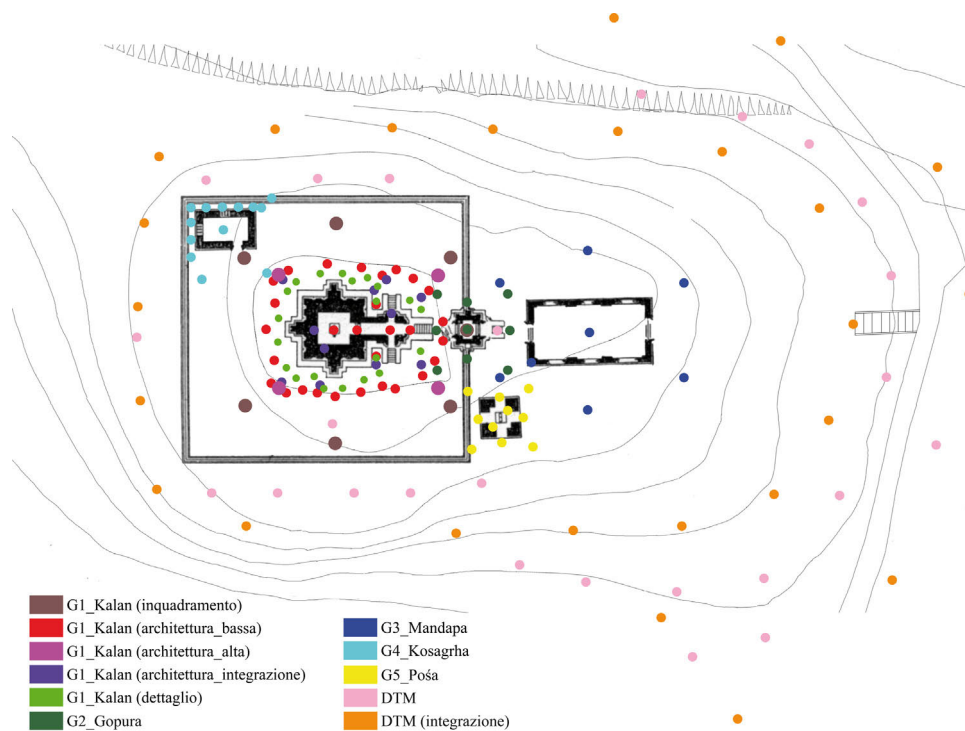 G1_Kalan (inquadramento)
G1_Kalan (architettura_bassa)
G1_Kalan (architettura_alta)
G1_Kalan (architettura_integrazione)
G1_Kalan (dettaglio)
G2_Gopura
G3_Mandapa
G4_Kosagrha
G5_Pośa
DTM
DTM (integrazione)